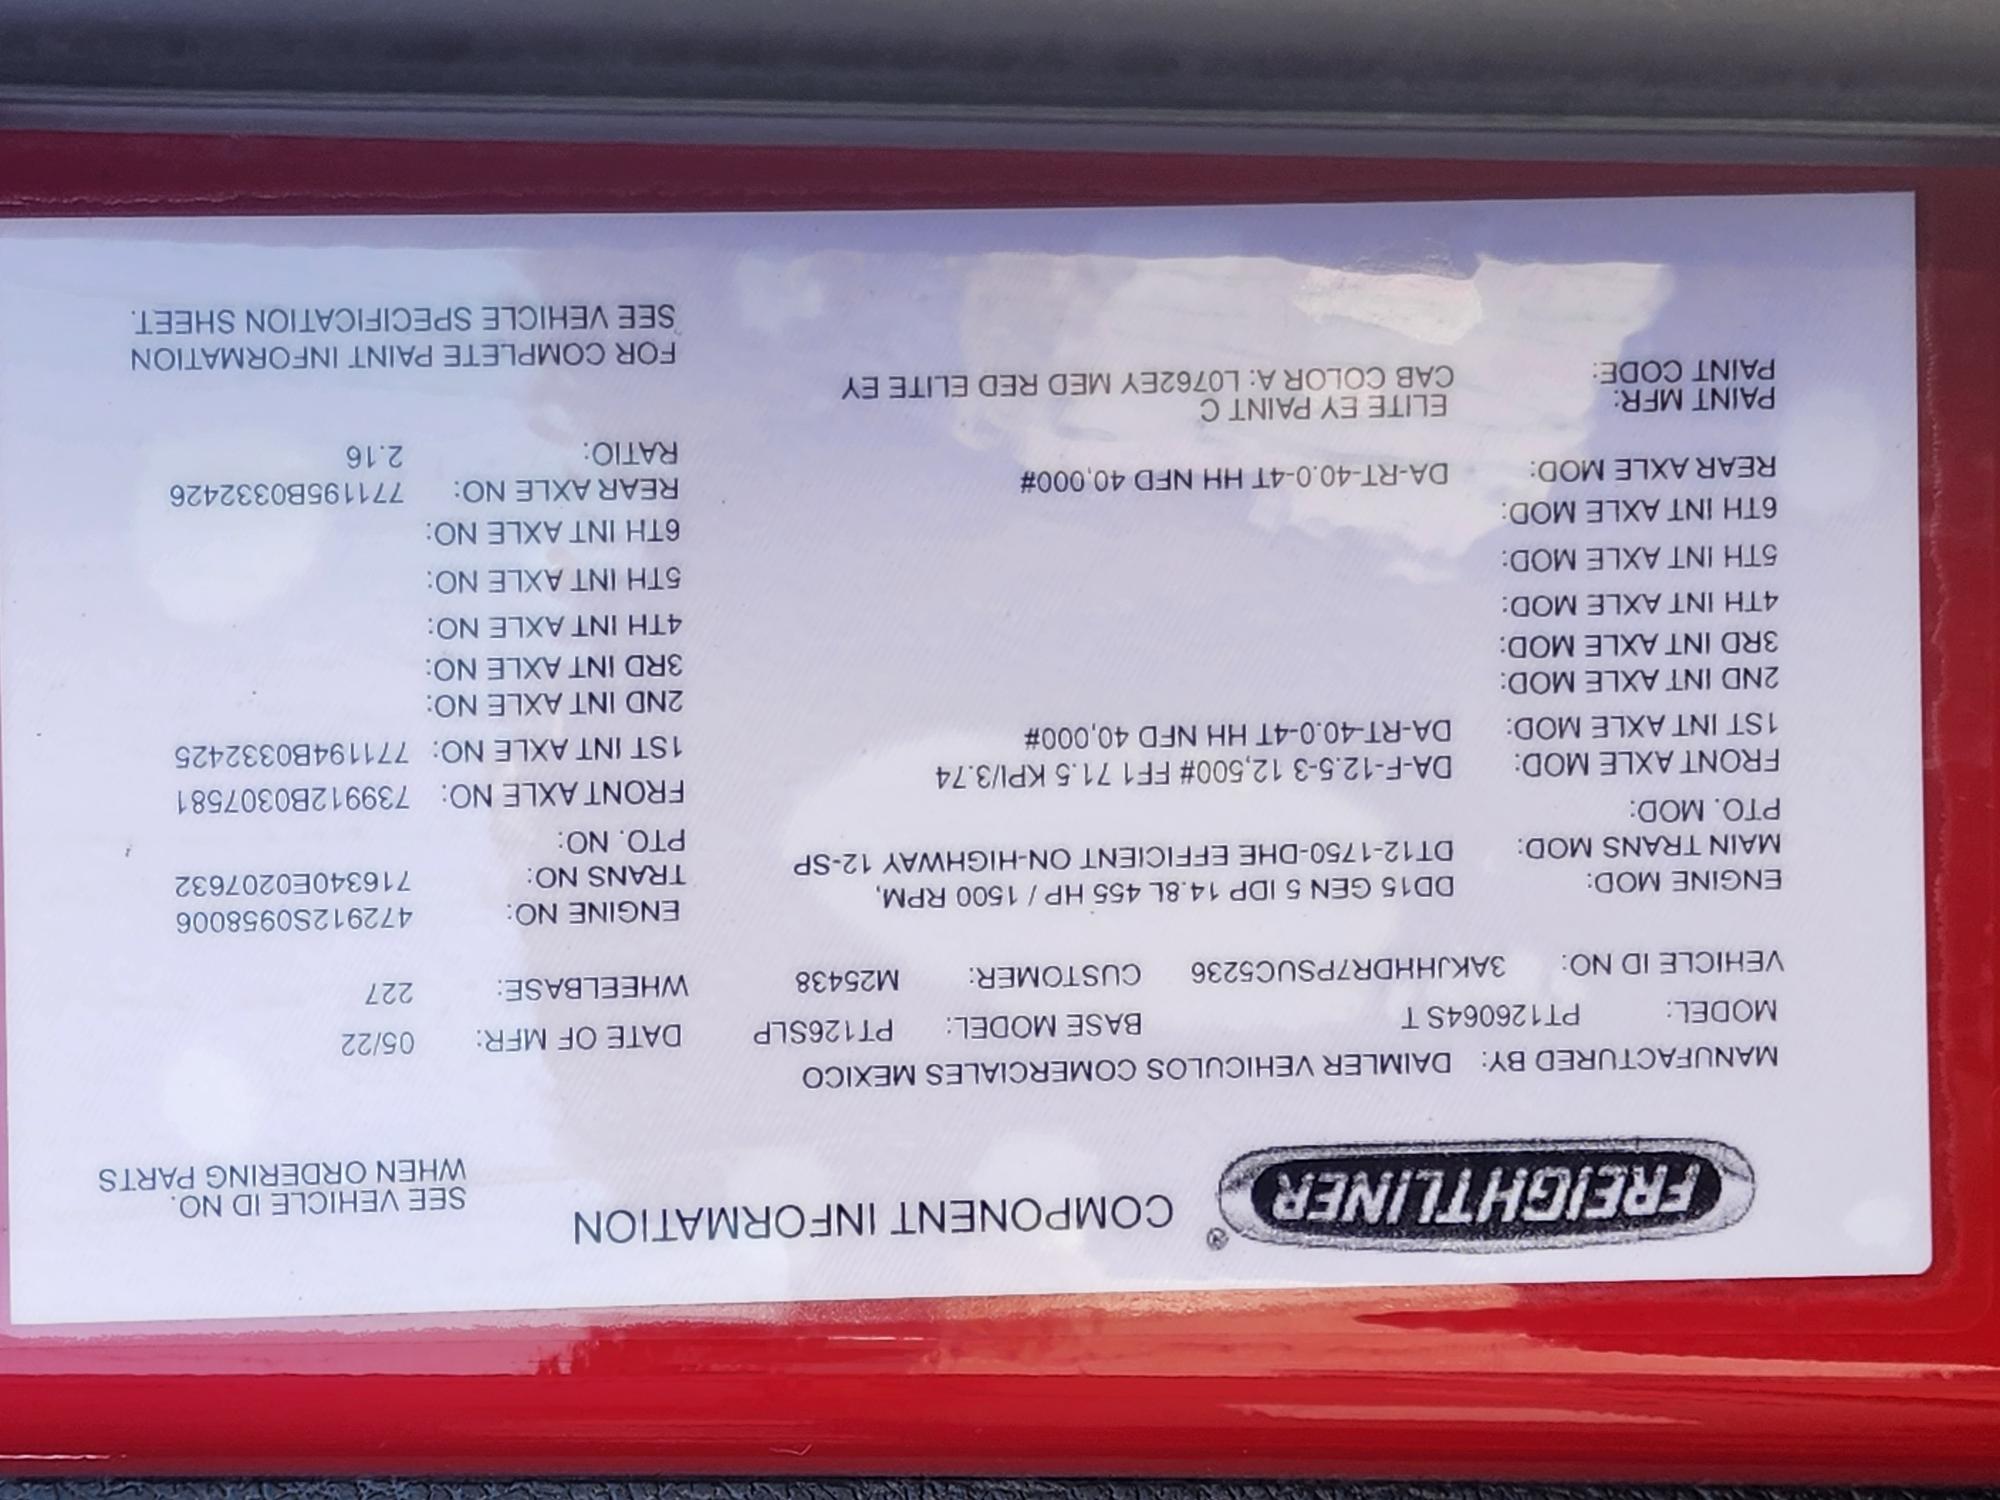 FREIGHTLINER ® COMPONENT INFORMATION
SEE VEHICLE ID NO.
WHEN ORDERING PARTS
MANUFACTURED BY: DAIMLER VEHICULOS COMERCIALES MEXICO
MODEL: PT126064S T BASE MODEL: PT126SLP DATE OF MFR: 05/22
VEHICLE ID NO: 3AKJHHDR7PSUC5236 CUSTOMER: M25438 WHEELBASE: 227
ENGINE MOD: DD15 GEN 5 IDP 14.8L 455 HP / 1500 RPM, ENGINE NO: 472912S0958006
MAIN TRANS MOD: DT12-1750-DHE EFFICIENT ON-HIGHWAY 12-SP TRANS NO: 716340E0207632
PTO. MOD: PTO. NO:
FRONT AXLE MOD: DA-F-12.5-3 12,500# FF1 71.5 KPI/3.74 FRONT AXLE NO: 739912B0307581
1ST INT AXLE MOD: DA-RT-40.0-4T HH NFD 40,000# 1ST INT AXLE NO: 771194B0332425
2ND INT AXLE MOD: 2ND INT AXLE NO:
3RD INT AXLE MOD: 3RD INT AXLE NO:
4TH INT AXLE MOD: 4TH INT AXLE NO:
5TH INT AXLE MOD: 5TH INT AXLE NO:
6TH INT AXLE MOD: 6TH INT AXLE NO:
REAR AXLE MOD: DA-RT-40.0-4T HH NFD 40,000# REAR AXLE NO: 771195B0332426
RATIO: 2.16
PAINT MFR: ELITE EY PAINT C
PAINT CODE: CAB COLOR A: L0762EY MED RED ELITE EY
FOR COMPLETE PAINT INFORMATION
SEE VEHICLE SPECIFICATION SHEET.